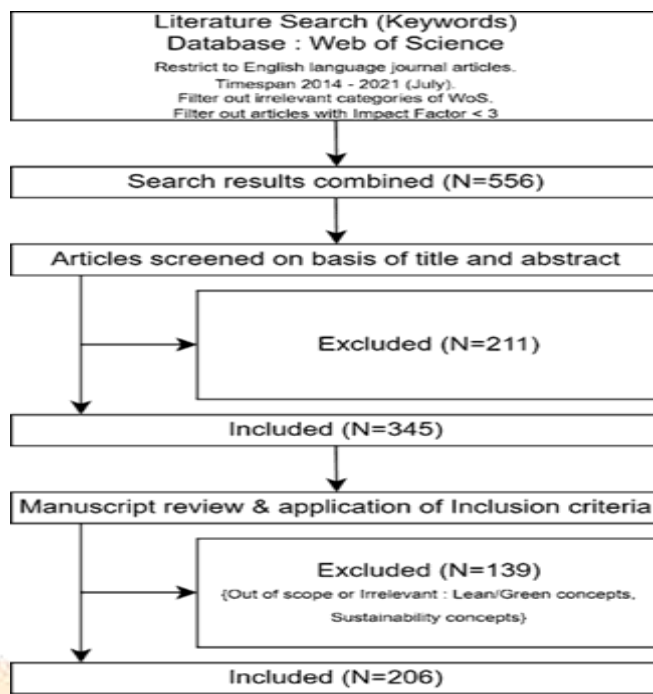 Literature Search (Keywords)
Database : Web of Science
Restrict to English language journal articles.
Timespan 2014 - 2021 (July).
Filter out irrelevant categories of WoS.
Filter out articles with Impact Factor < 3
Search results combined (N=556)
Articles screened on basis of title and abstract
Excluded (N=211)
Included (N=345)
Manuscript review & application of Inclusion criteria
Excluded (N=139)
{Out of scope or Irrelevant : Lean/Green concepts,
Sustainability concepts}
Included (N=206)